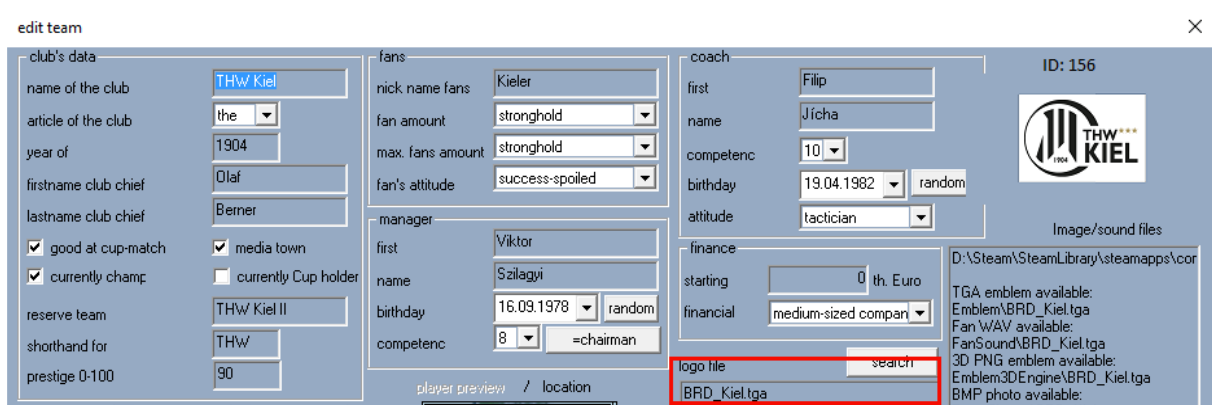 edit team
club's data
name of the club THW Kiel
article of the club the
year of 1904
firstname club chief Olaf
lastname club chief Berner
good at cup-match media town
currently champ currently Cup holder
reserve team THW Kiel II
shorthand for THW
prestige 0-100 90
fans
nick name fans Kieler
fan amount stronghold
max. fans amount stronghold
fan's attitude success-spoiled
manager
first Viktor
name Szilagyi
birthday 16.09.1978 random
competenc 8 =chairman
player preview / location
coach
first Filip
name Jícha
competenc 10
birthday 19.04.1982 random
attitude tactician
finance
starting 0 th. Euro
financial medium-sized compan
logo file search
BRD_Kiel.tga
ID: 156
THW***
KIEL
1904
Image/sound files
D:\Steam\SteamLibrary\steamapps\cor
TGA emblem available:
Emblem\BRD_Kiel.tga
Fan WAV available:
FanSound\BRD_Kiel.tga
3D PNG emblem available:
Emblem3DEngine\BRD_Kiel.tga
BMP photo available: